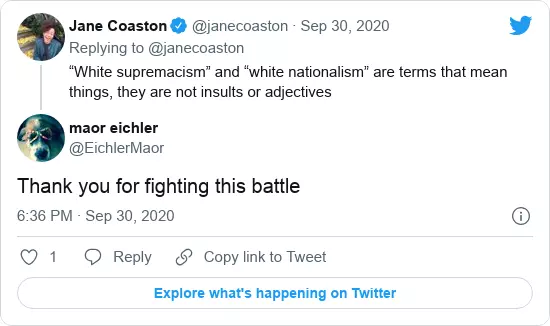 Jane Coaston @janecoaston · Sep 30, 2020
Replying to @janecoaston
“White supremacism” and “white nationalism” are terms that mean
things, they are not insults or adjectives
maor eichler
@EichlerMaor
Thank you for fighting this battle
6:36 PM · Sep 30, 2020
1 Reply Copy link to Tweet
Explore what's happening on Twitter